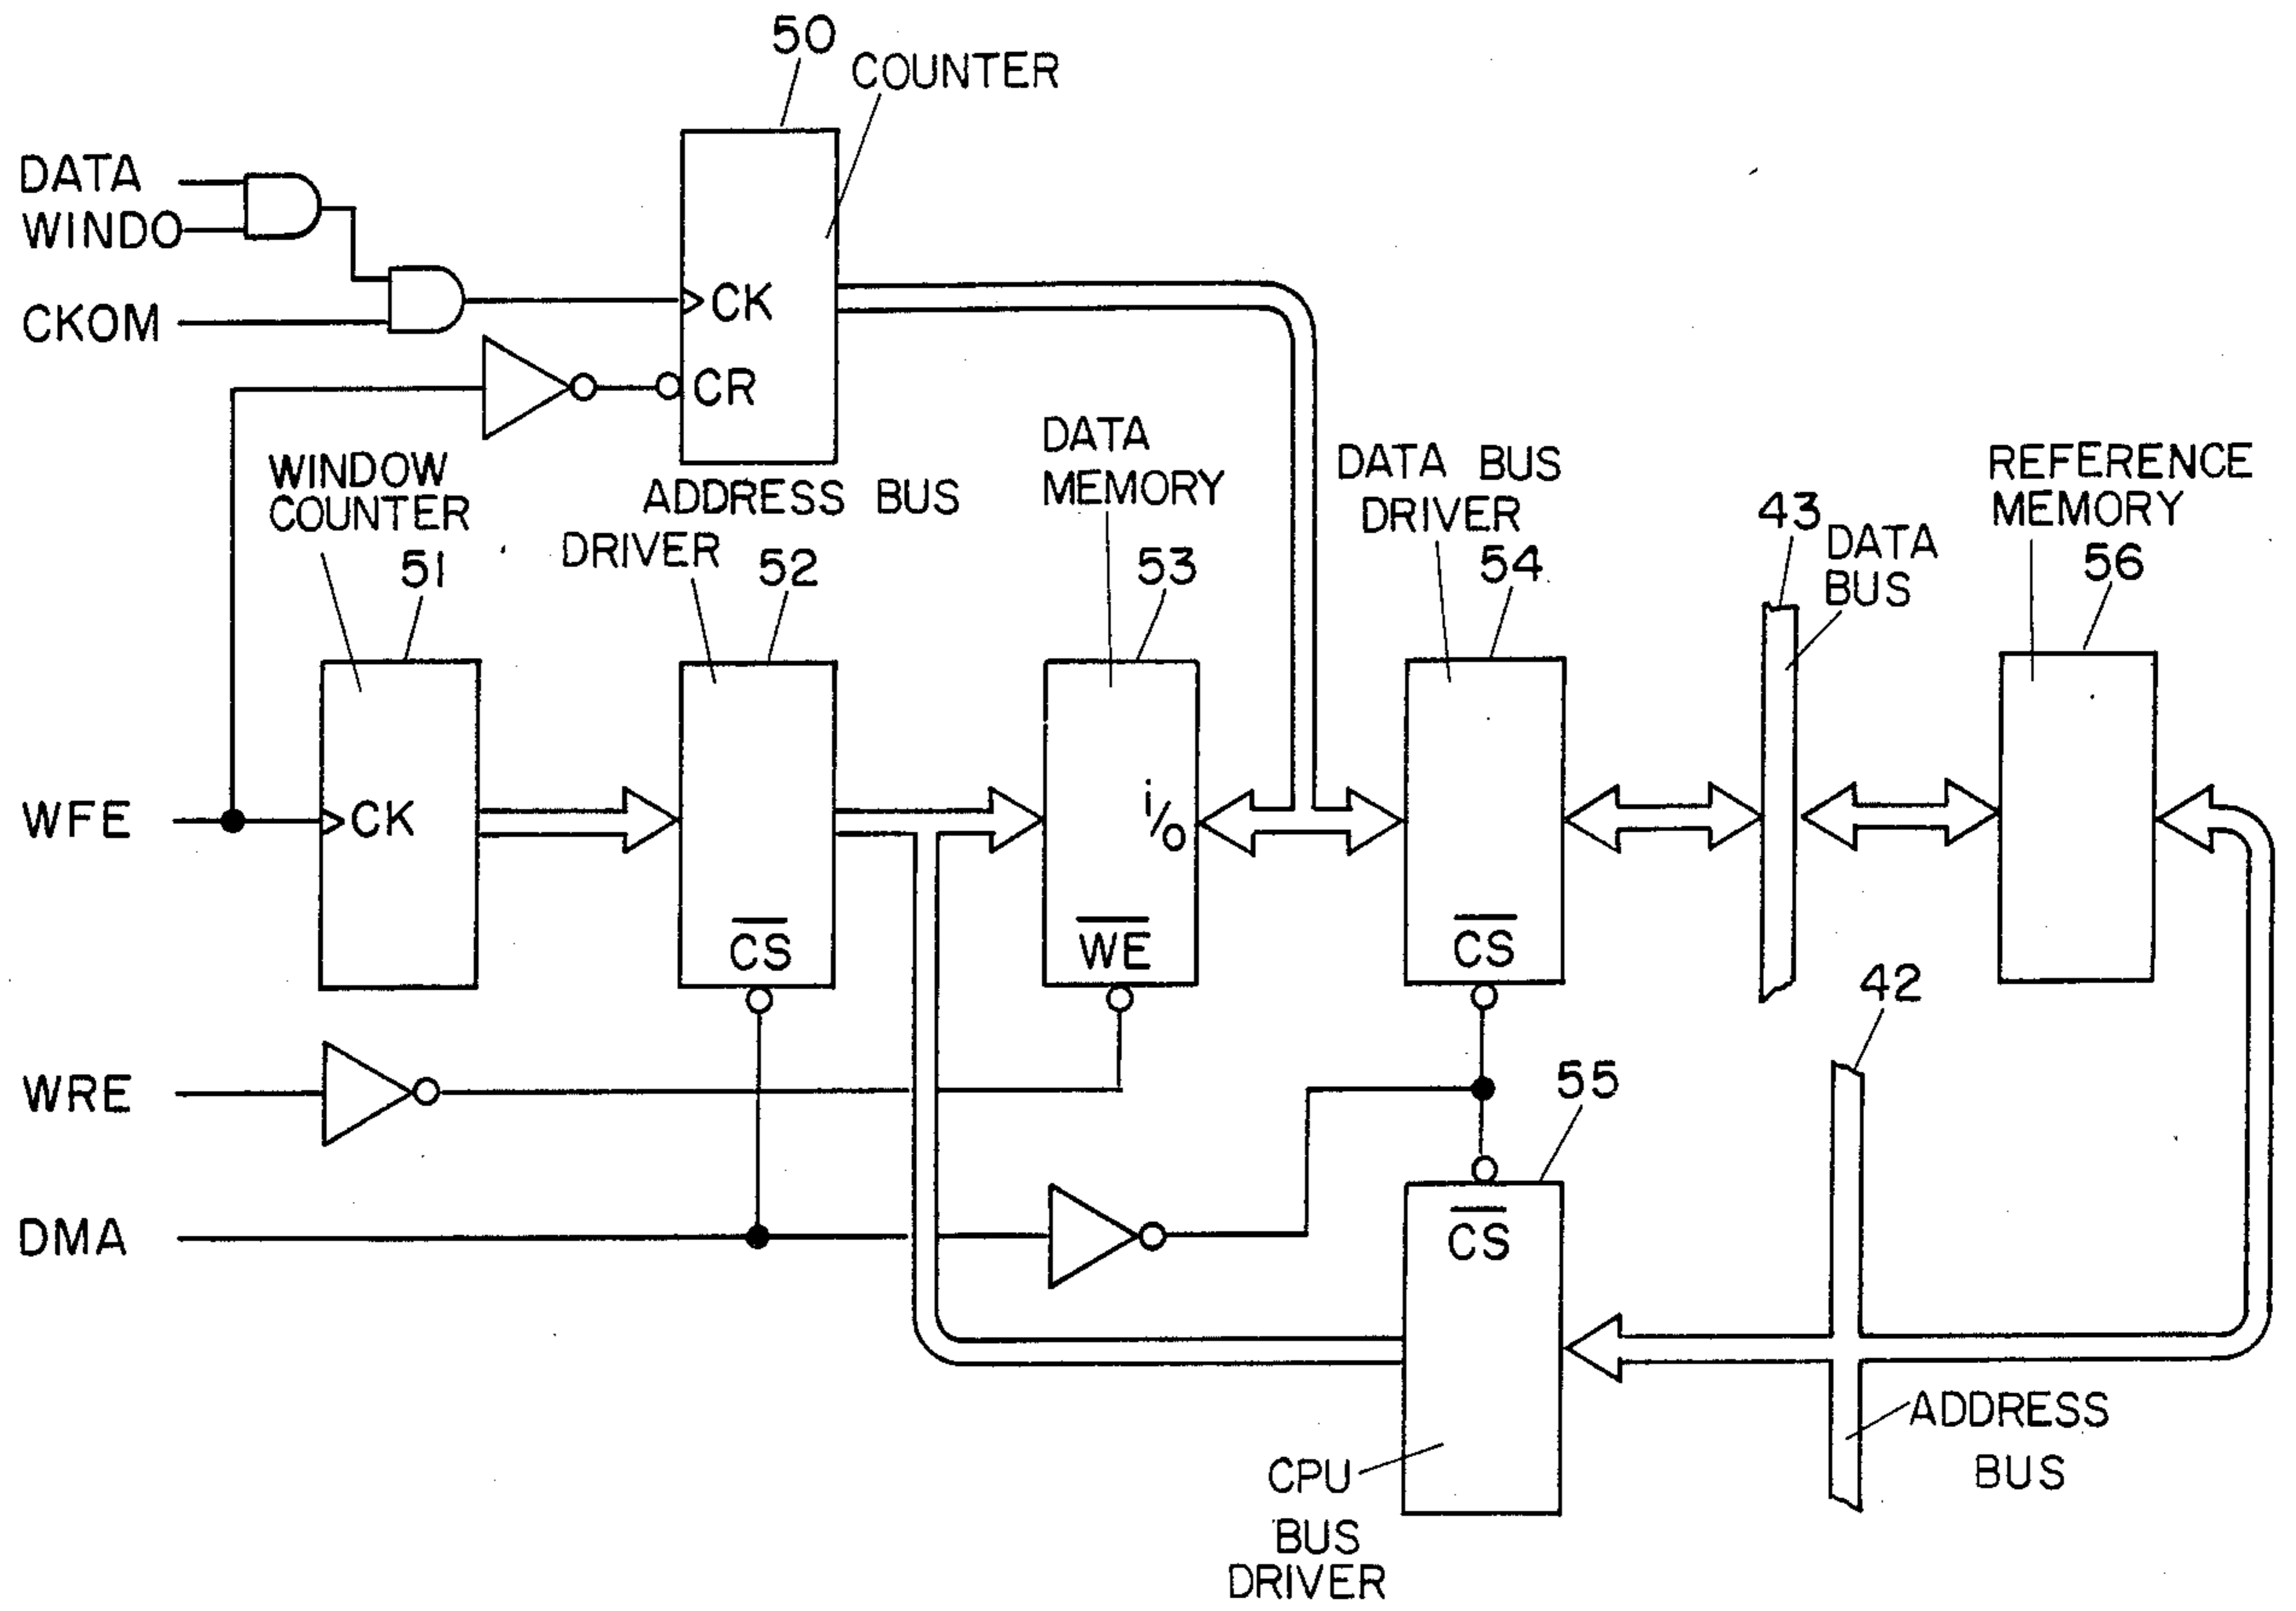 50
COUNTER
DATA
WINDO
CKOM
CK
CR
WINDOW
COUNTER
51
ADDRESS BUS
DRIVER
52
DATA
MEMORY
53
DATA BUS
DRIVER
54
43
DATA
BUS
REFERENCE
MEMORY
56
WFE
CK
CS
i/o
WE
CS
42
WRE
55
DMA
CS
ADDRESS
BUS
CPU
BUS
DRIVER